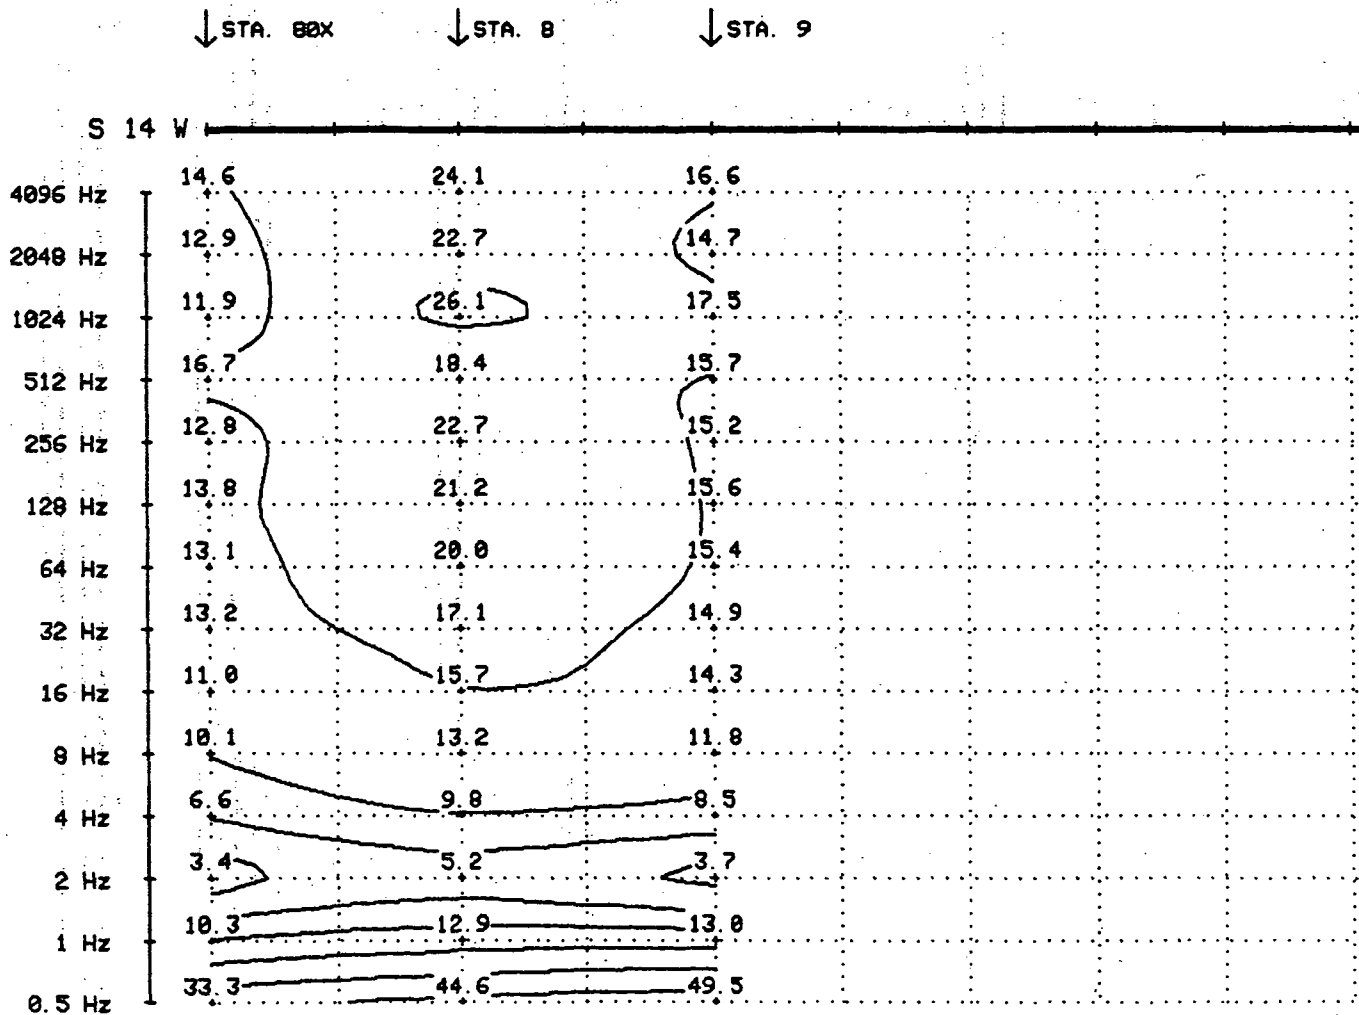 STA. 80X STA. 8 STA. 9
S 14 W
4096 Hz 14.6 24.1 16.6
2048 Hz 12.9 22.7 14.7
1024 Hz 11.9 26.1 17.5
512 Hz 16.7 18.4 15.7
256 Hz 12.8 22.7 15.2
128 Hz 13.8 21.2 15.6
64 Hz 13.1 20.0 15.4
32 Hz 13.2 17.1 14.9
16 Hz 11.0 15.7 14.3
8 Hz 10.1 13.2 11.8
4 Hz 6.6 9.8 8.5
2 Hz 3.4 5.2 3.7
1 Hz 10.3 12.9 13.0
0.5 Hz 33.3 44.6 49.5